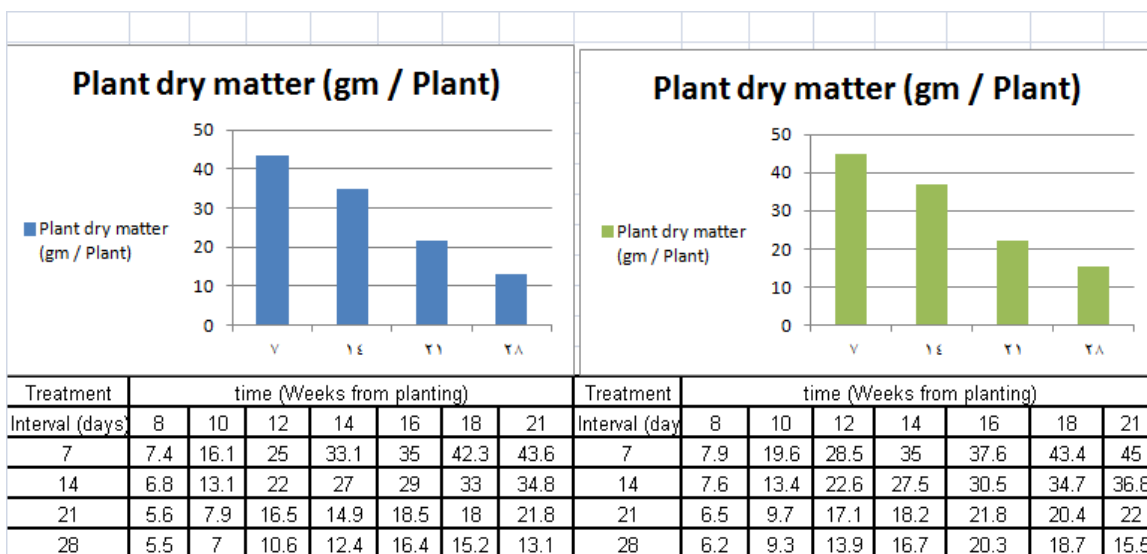 Plant dry matter (gm / Plant)
50
40
30
20
10
0
Plant dry matter
(gm / Plant)
٧ ١٤ ٢١ ٢٨
Plant dry matter (gm / Plant)
50
40
30
20
10
0
Plant dry matter
(gm / Plant)
٧ ١٤ ٢١ ٢٨
Treatment time (Weeks from planting) Treatment time (Weeks from planting)
Interval (days) 8 10 12 14 16 18 21 Interval (day 8 10 12 14 16 18 21
7 7.4 16.1 25 33.1 35 42.3 43.6 7 7.9 19.6 28.5 35 37.6 43.4 45
14 6.8 13.1 22 27 29 33 34.8 14 7.6 13.4 22.6 27.5 30.5 34.7 36.8
21 5.6 7.9 16.5 14.9 18.5 18 21.8 21 6.5 9.7 17.1 18.2 21.8 20.4 22
28 5.5 7 10.6 12.4 16.4 15.2 13.1 28 6.2 9.3 13.9 16.7 20.3 18.7